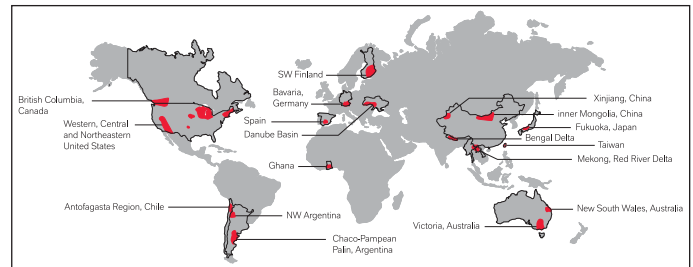 SW Finland
Bavaria,
Germany
British Columbia,
Canada
Western, Central
and Northeastern
United States
Spain
Danube Basin
Xinjiang, China
inner Mongolia, China
Fukuoka, Japan
Bengal Delta
Taiwan
Mekong, Red River Delta
Ghana
Antofagasta Region, Chile
NW Argentina
Chaco-Pampean
Palin, Argentina
New South Wales, Australia
Victoria, Australia